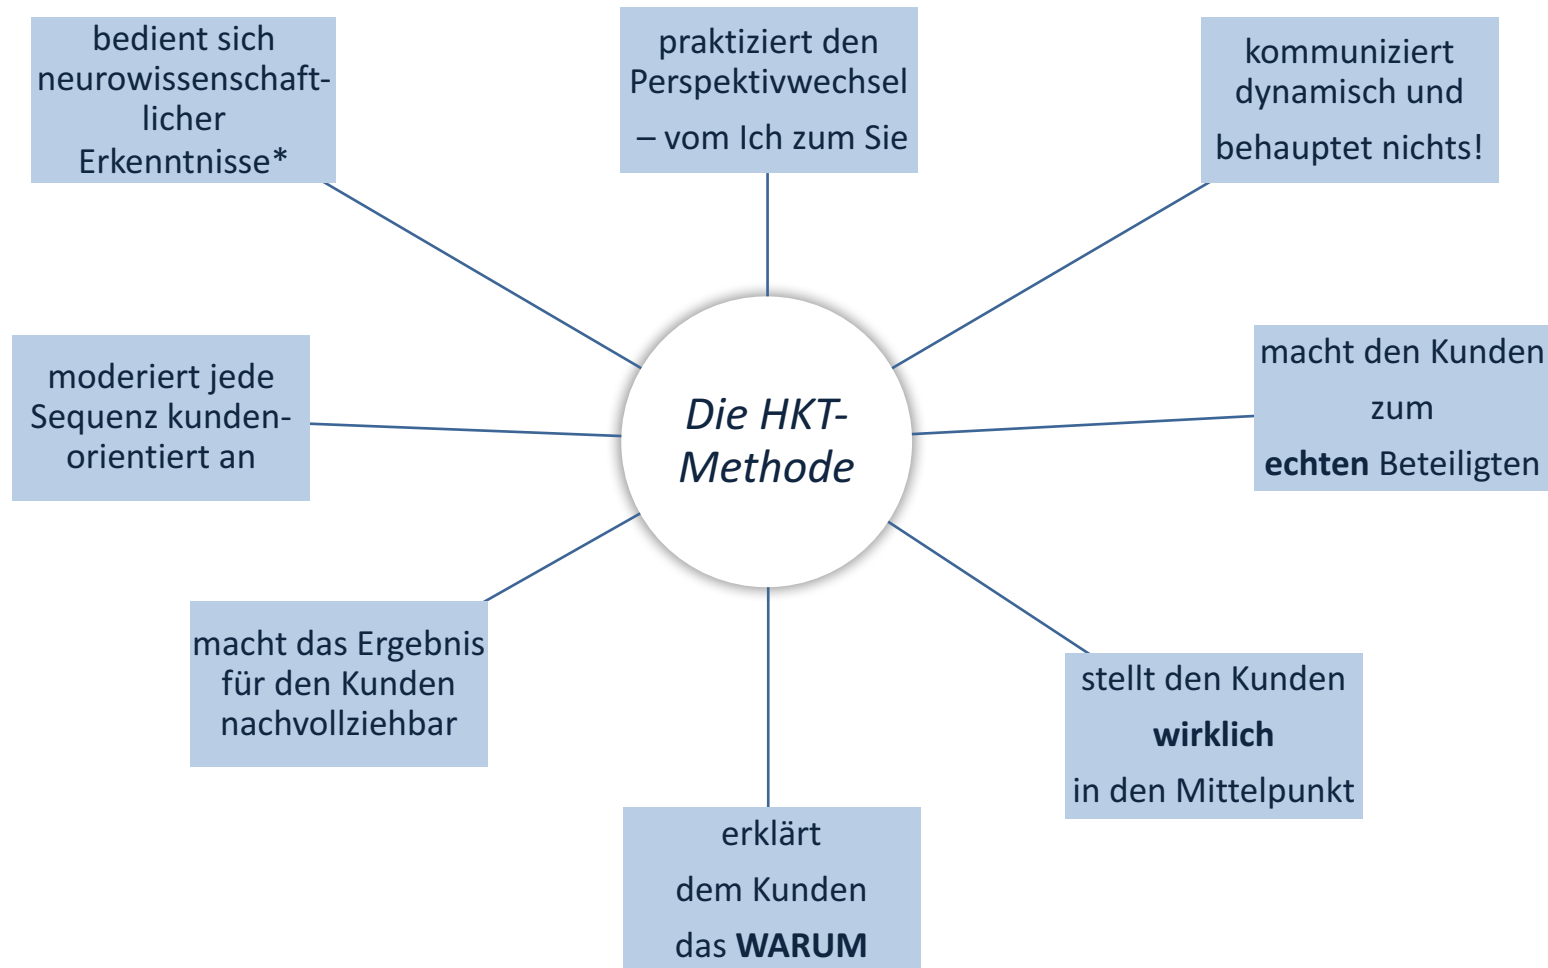 bedient sich
neurowissenschaft-
licher
Erkenntnisse*
praktiziert den
Perspektivwechsel
– vom Ich zum Sie
kommuniziert
dynamisch und
behauptet nichts!
moderiert jede
Sequenz kunden-
orientiert an
Die HKT-
Methode
macht den Kunden
zum
echten Beteiligten
macht das Ergebnis
für den Kunden
nachvollziehbar
stellt den Kunden
wirklich
in den Mittelpunkt
erklärt
dem Kunden
das WARUM